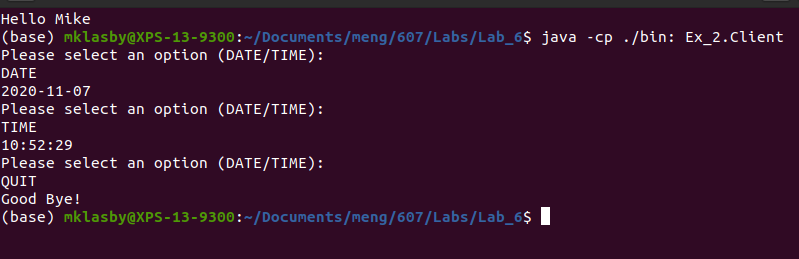 Hello Mike
(base) mklasby@XPS-13-9300:~/Documents/meng/607/Labs/Lab_6$ java -cp ./bin: Ex_2.Client
Please select an option (DATE/TIME):
DATE
2020-11-07
Please select an option (DATE/TIME):
TIME
10:52:29
Please select an option (DATE/TIME):
QUIT
Good Bye!
(base) mklasby@XPS-13-9300:~/Documents/meng/607/Labs/Lab_6$